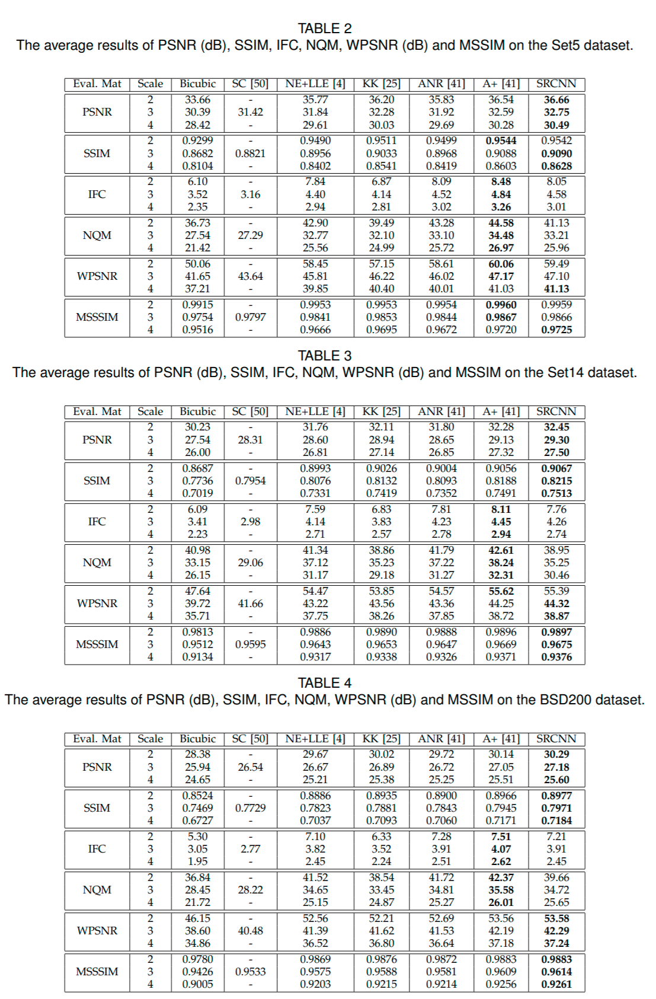 TABLE 2
The average results of PSNR (dB), SSIM, IFC, NQM, WPSNR (dB) and MSSIM on the Set5 dataset.
Eval. Mat Scale Bicubic SC [50] NE+LLE [4] KK [25] ANR [41] A+ [41] SRCNN
2 33.66 - 35.77 36.20 35.83 36.54 36.66
PSNR 3 30.39 31.42 31.84 32.28 31.92 32.59 32.75
4 28.42 - 29.61 30.03 29.69 30.28 30.49
2 0.9299 - 0.9490 0.9511 0.9499 0.9544 0.9542
SSIM 3 0.8682 0.8821 0.8956 0.9033 0.8968 0.9088 0.9090
4 0.8104 - 0.8402 0.8541 0.8419 0.8603 0.8628
2 6.10 - 7.84 6.87 8.09 8.48 8.05
IFC 3 3.52 3.16 4.40 4.14 4.52 4.84 4.58
4 2.35 - 2.94 2.81 3.02 3.26 3.01
2 36.73 - 42.90 39.49 43.28 44.58 41.13
NQM 3 27.54 27.29 32.77 32.10 33.10 34.48 33.21
4 21.42 - 25.56 24.99 25.72 26.97 25.96
2 50.06 - 58.45 57.15 58.61 60.06 59.49
WPSNR 3 41.65 43.64 45.81 46.22 46.02 47.17 47.10
4 37.21 - 39.85 40.40 40.01 41.03 41.13
2 0.9915 - 0.9953 0.9953 0.9954 0.9960 0.9959
MSSSIM 3 0.9754 0.9797 0.9841 0.9853 0.9844 0.9867 0.9866
4 0.9516 - 0.9666 0.9695 0.9672 0.9720 0.9725
TABLE 3
The average results of PSNR (dB), SSIM, IFC, NQM, WPSNR (dB) and MSSIM on the Set14 dataset.
Eval. Mat Scale Bicubic SC [50] NE+LLE [4] KK [25] ANR [41] A+ [41] SRCNN
2 30.23 - 31.76 32.11 31.80 32.28 32.45
PSNR 3 27.54 28.31 28.60 28.94 28.65 29.13 29.30
4 26.00 - 26.81 27.14 26.85 27.32 27.50
2 0.8687 - 0.8993 0.9026 0.9004 0.9056 0.9067
SSIM 3 0.7736 0.7954 0.8076 0.8132 0.8093 0.8188 0.8215
4 0.7019 - 0.7331 0.7419 0.7352 0.7491 0.7513
2 6.09 - 7.59 6.83 7.81 8.11 7.76
IFC 3 3.41 2.98 4.14 3.83 4.23 4.45 4.26
4 2.23 - 2.71 2.57 2.78 2.94 2.74
2 40.98 - 41.34 38.86 41.79 42.61 38.95
NQM 3 33.15 29.06 37.12 35.23 37.22 38.24 35.25
4 26.15 - 31.17 29.18 31.27 32.31 30.46
2 47.64 - 54.47 53.85 54.57 55.62 55.39
WPSNR 3 39.72 41.66 43.22 43.56 43.36 44.25 44.32
4 35.71 - 37.75 38.26 37.85 38.72 38.87
2 0.9813 - 0.9886 0.9890 0.9888 0.9896 0.9897
MSSSIM 3 0.9512 0.9595 0.9643 0.9653 0.9647 0.9669 0.9675
4 0.9134 - 0.9317 0.9338 0.9326 0.9371 0.9376
TABLE 4
The average results of PSNR (dB), SSIM, IFC, NQM, WPSNR (dB) and MSSIM on the BSD200 dataset.
Eval. Mat Scale Bicubic SC [50] NE+LLE [4] KK [25] ANR [41] A+ [41] SRCNN
2 28.38 - 29.67 30.02 29.72 30.14 30.29
PSNR 3 25.94 26.54 26.67 26.89 26.72 27.05 27.18
4 24.65 - 25.21 25.38 25.25 25.51 25.60
2 0.8524 - 0.8886 0.8935 0.8900 0.8966 0.8977
SSIM 3 0.7469 0.7729 0.7823 0.7881 0.7843 0.7945 0.7971
4 0.6727 - 0.7037 0.7093 0.7060 0.7171 0.7184
2 5.30 - 7.10 6.33 7.28 7.51 7.21
IFC 3 3.05 2.77 3.82 3.52 3.91 4.07 3.91
4 1.95 - 2.45 2.24 2.51 2.62 2.45
2 36.84 - 41.52 38.54 41.72 42.37 39.66
NQM 3 28.45 28.22 34.65 33.45 34.81 35.58 34.72
4 21.72 - 25.15 24.87 25.27 26.01 25.65
2 46.15 - 52.56 52.21 52.69 53.56 53.58
WPSNR 3 38.60 40.48 41.39 41.62 41.53 42.19 42.29
4 34.86 - 36.52 36.80 36.64 37.18 37.24
2 0.9780 - 0.9869 0.9876 0.9872 0.9883 0.9883
MSSSIM 3 0.9426 0.9533 0.9575 0.9588 0.9581 0.9609 0.9614
4 0.9005 - 0.9203 0.9215 0.9214 0.9256 0.9261